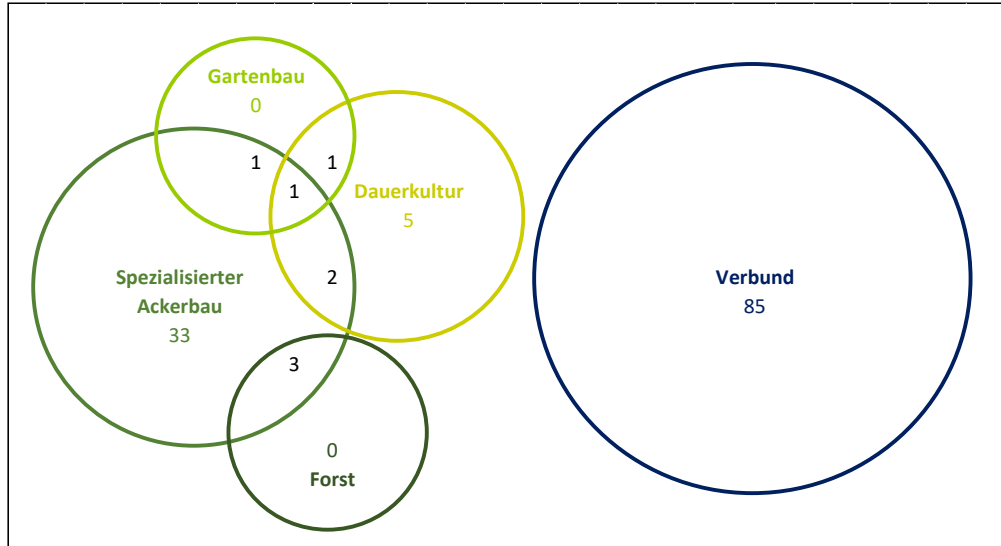 Gartenbau
0
1
1
1
Dauerkultur
5
2
Spezialisierter
Ackerbau
33
3
0
Forst
Verbund
85